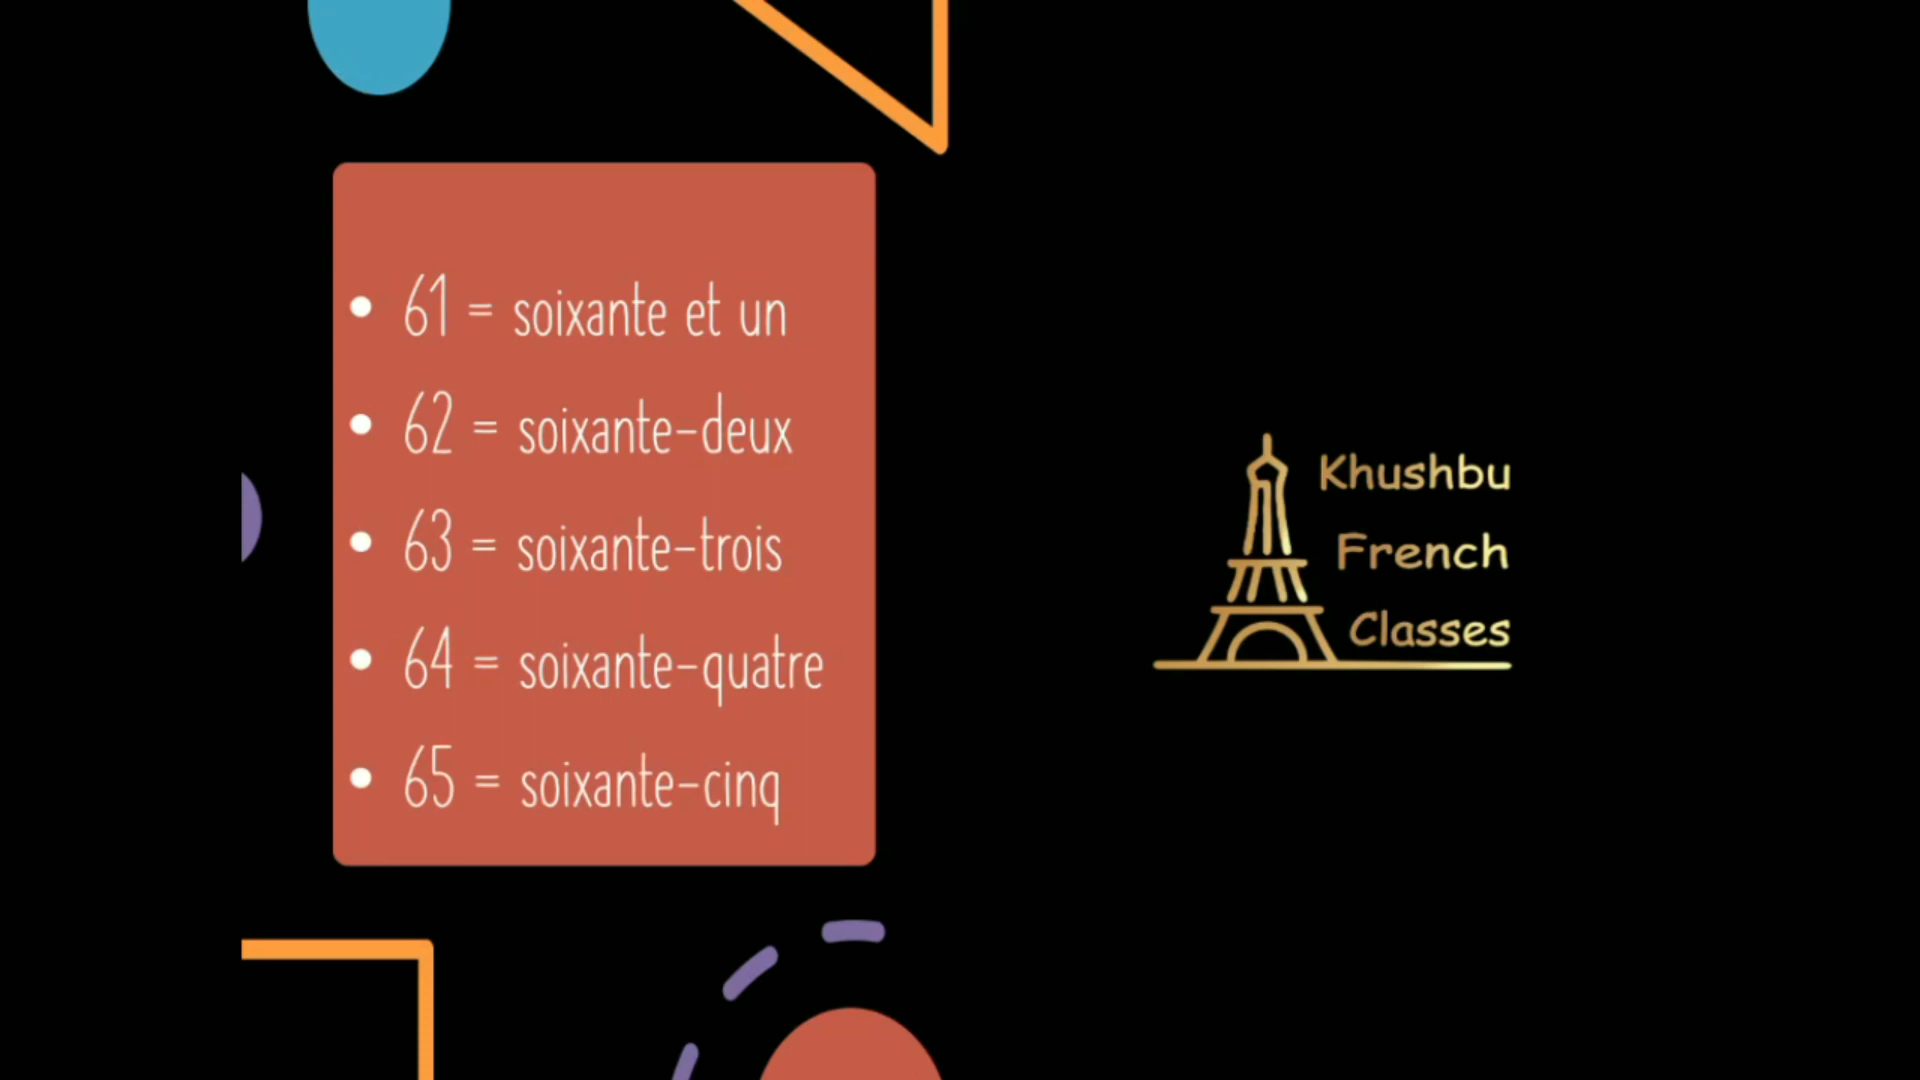 • 61 = soixante et un
• 62 = soixante-deux
• 63 = soixante-trois
• 64 = soixante-quatre
• 65 = soixante-cinq
Khushbu
French
Classes